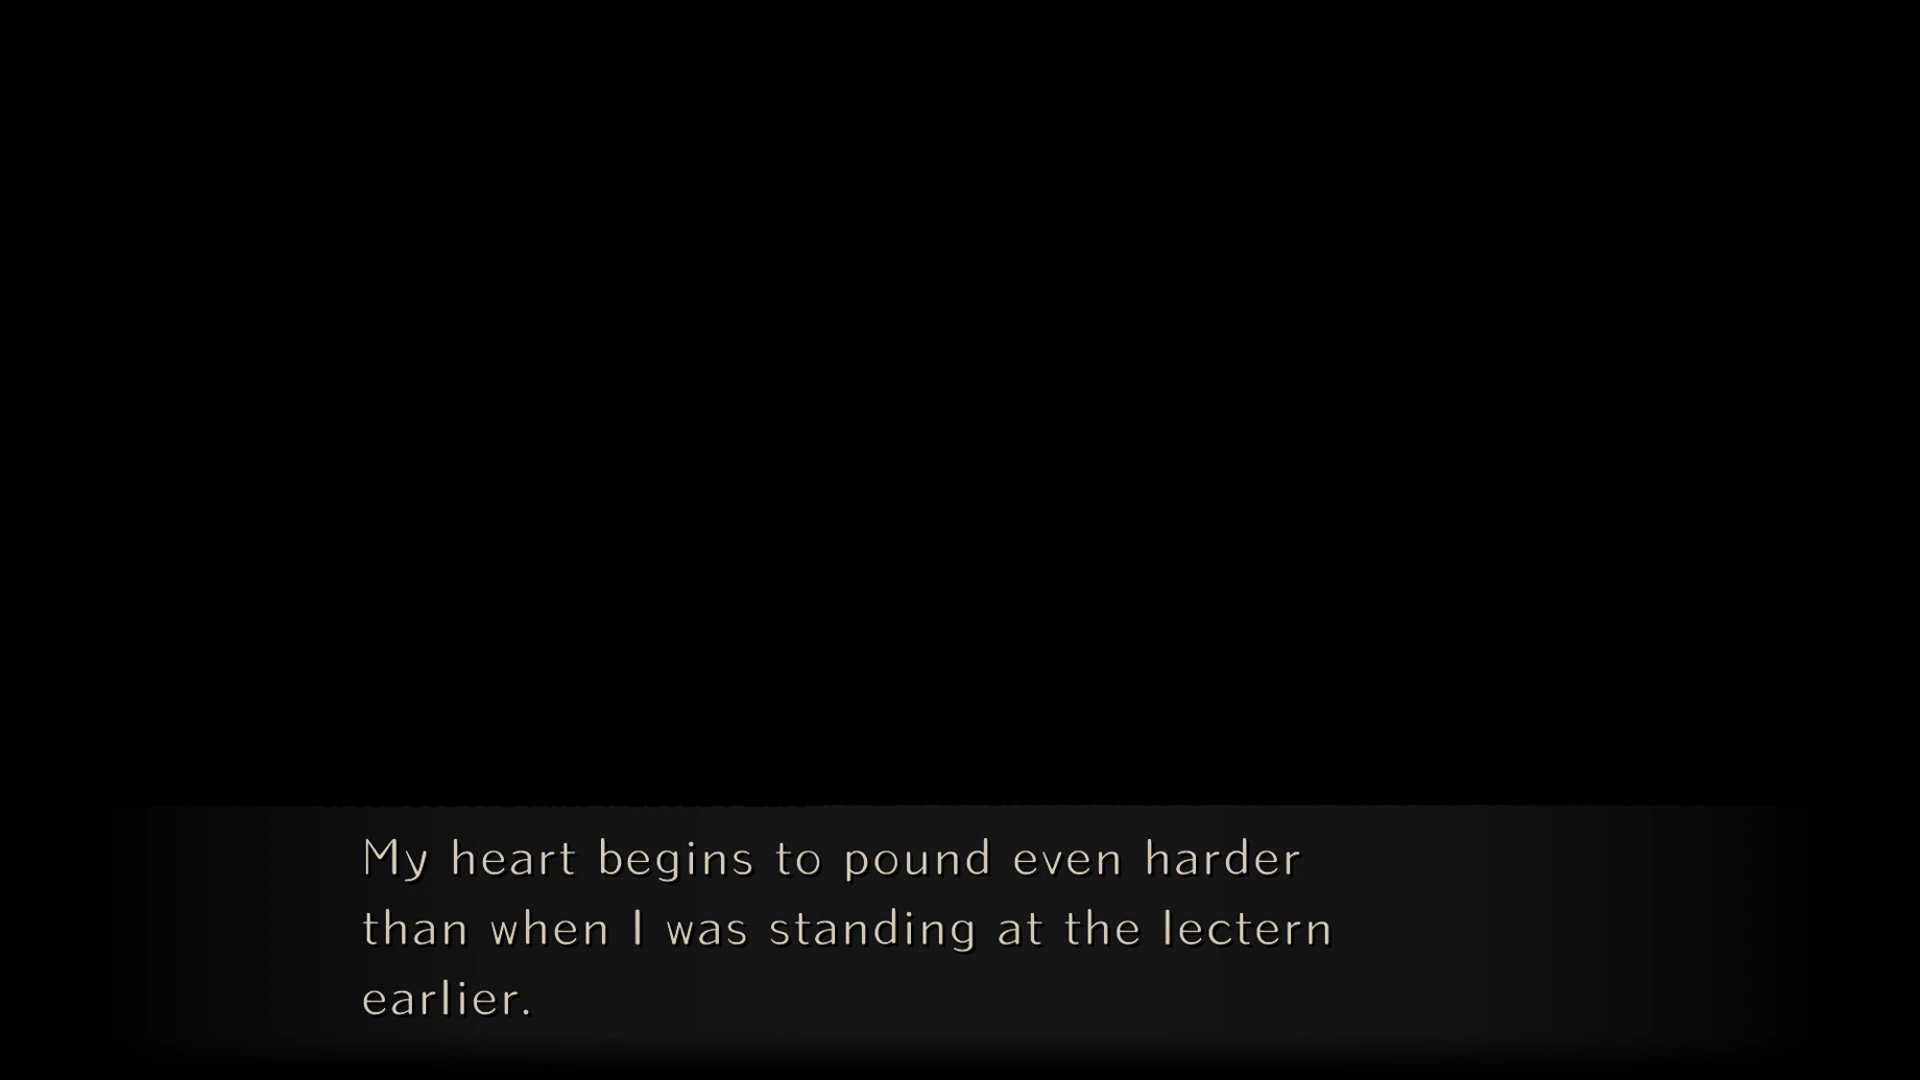 My heart begins to pound even harder
than when I was standing at the lectern
earlier.